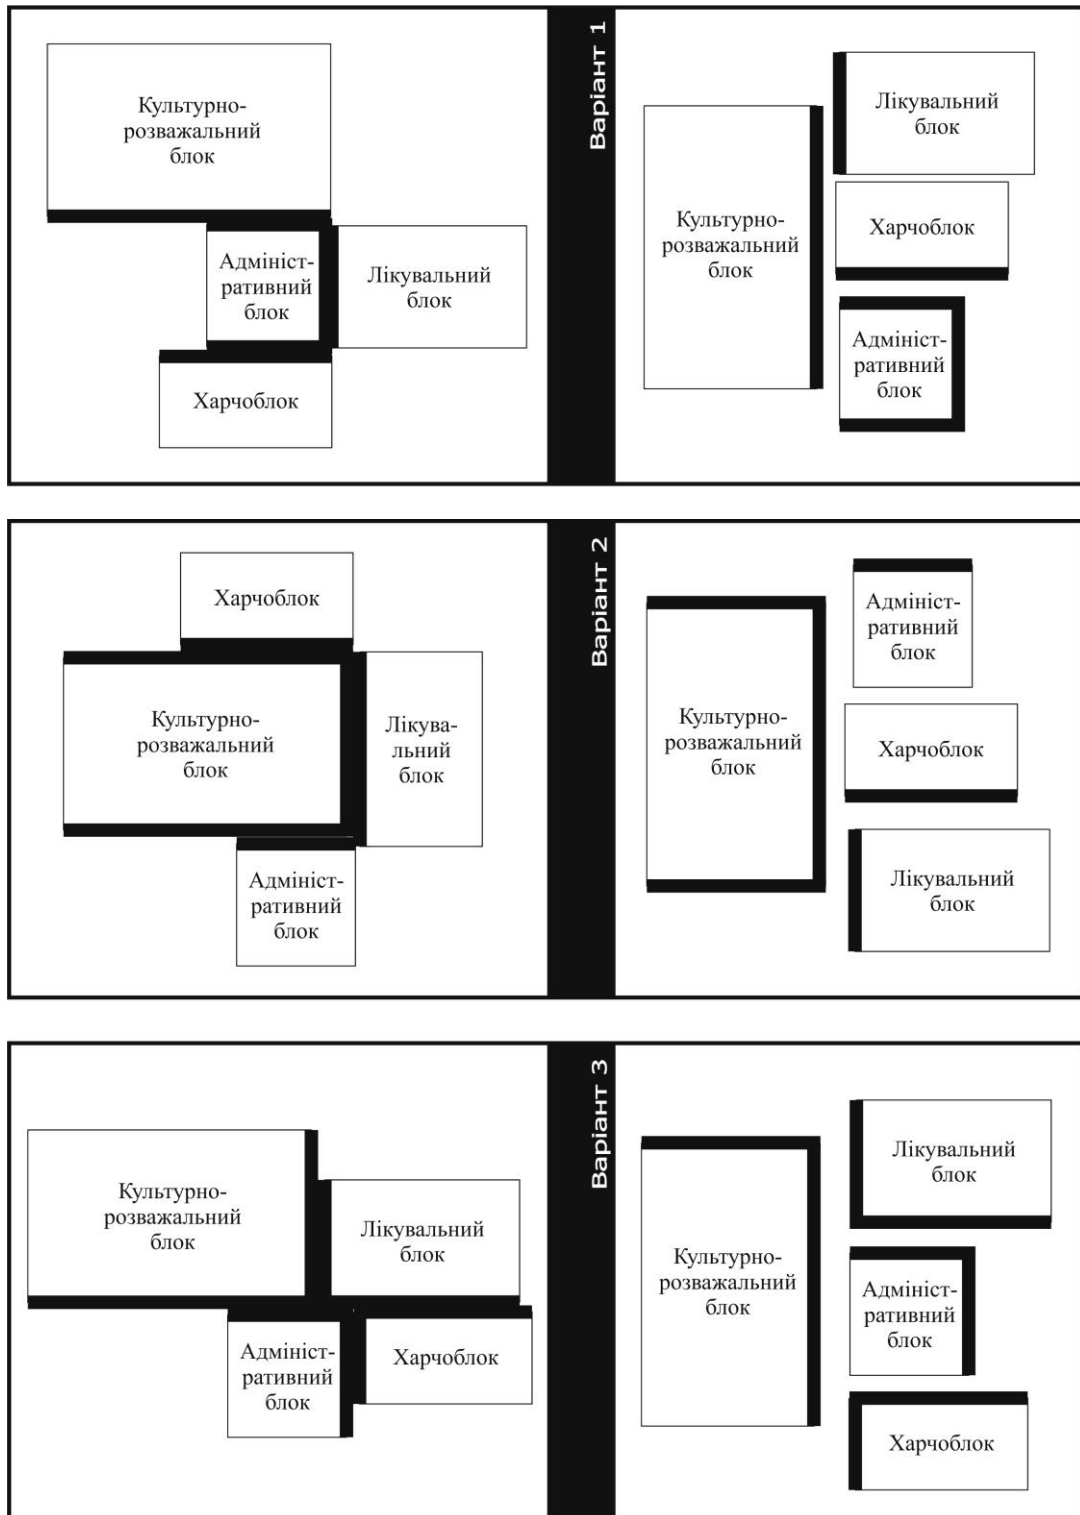 Культурно-
розважальний
блок
Адмініст-
ративний
блок
Лікувальний
блок
Харчоблок
Варіант 1
Лікувальний
блок
Культурно-
розважальний
блок
Харчоблок
Адмініст-
ративний
блок
Харчоблок
Культурно-
розважальний
блок
Лікува-
льний
блок
Адмініст-
ративний
блок
Варіант 2
Адмініст-
ративний
блок
Культурно-
розважальний
блок
Харчоблок
Лікувальний
блок
Культурно-
розважальний
блок
Лікувальний
блок
Адмініст-
ративний
блок
Харчоблок
Варіант 3
Лікувальний
блок
Культурно-
розважальний
блок
Адмініст-
ративний
блок
Харчоблок